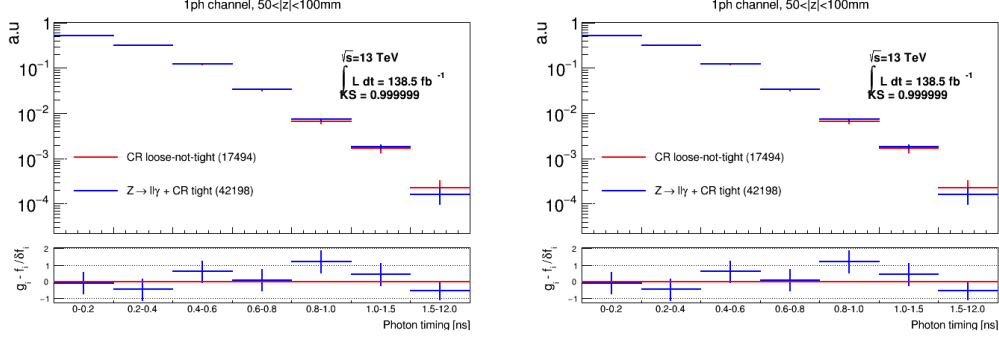 1ph channel, 50<|z|<100mm
a.u
1
10⁻¹
10⁻²
10⁻³
10⁻⁴
√s=13 TeV
∫ L dt = 138.5 fb⁻¹
KS = 0.999999
CR loose-not-tight (17494)
Z → llγ + CR tight (42198)
gᵢ - fᵢ/δfᵢ
2
1
0
−1
0-0.2 0.2-0.4 0.4-0.6 0.6-0.8 0.8-1.0 1.0-1.5 1.5-12.0
Photon timing [ns]
1ph channel, 50<|z|<100mm
a.u
1
10⁻¹
10⁻²
10⁻³
10⁻⁴
√s=13 TeV
∫ L dt = 138.5 fb⁻¹
KS = 0.999999
CR loose-not-tight (17494)
Z → llγ + CR tight (42198)
gᵢ - fᵢ/δfᵢ
2
1
0
−1
0-0.2 0.2-0.4 0.4-0.6 0.6-0.8 0.8-1.0 1.0-1.5 1.5-12.0
Photon timing [ns]